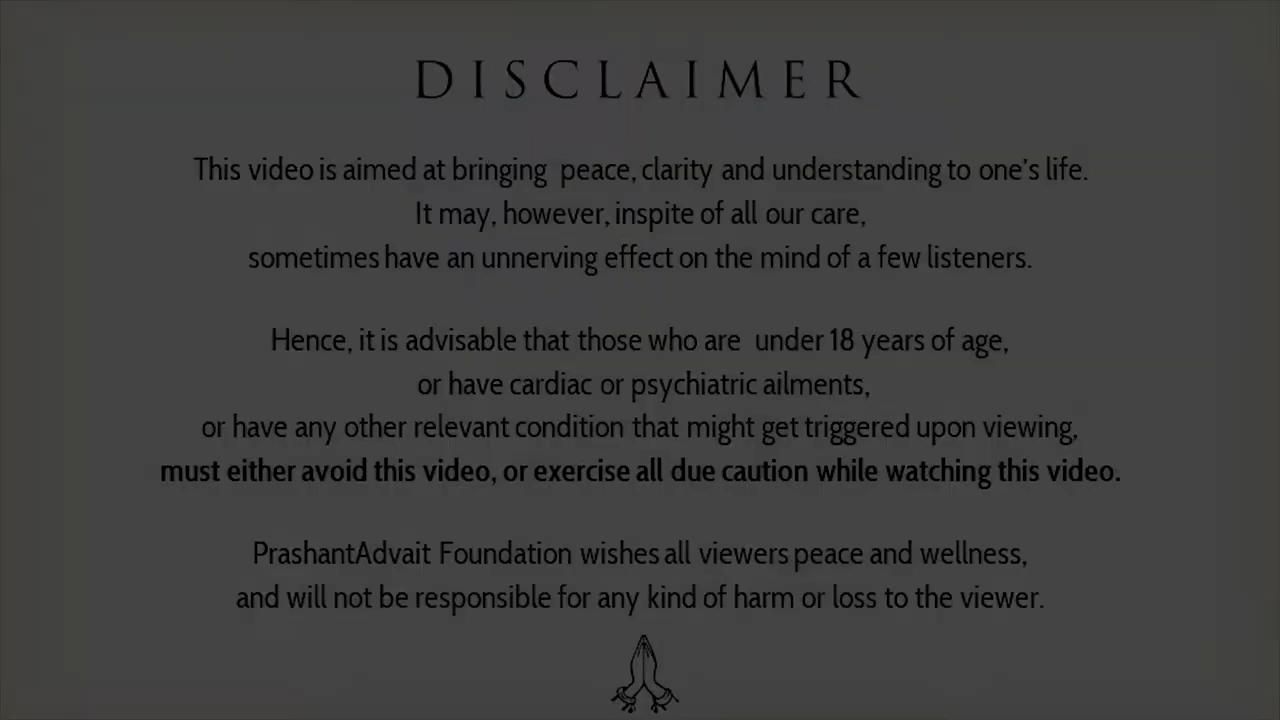 DISCLAIMER
This video is aimed at bringing peace, clarity and understanding to one's life.
It may, however, inspite of all our care,
sometimes have an unnerving effect on the mind of a few listeners.
Hence, it is advisable that those who are under 18 years of age,
or have cardiac or psychiatric ailments,
or have any other relevant condition that might get triggered upon viewing,
must either avoid this video, or exercise all due caution while watching this video.
PrashantAdvait Foundation wishes all viewers peace and wellness,
and will not be responsible for any kind of harm or loss to the viewer.